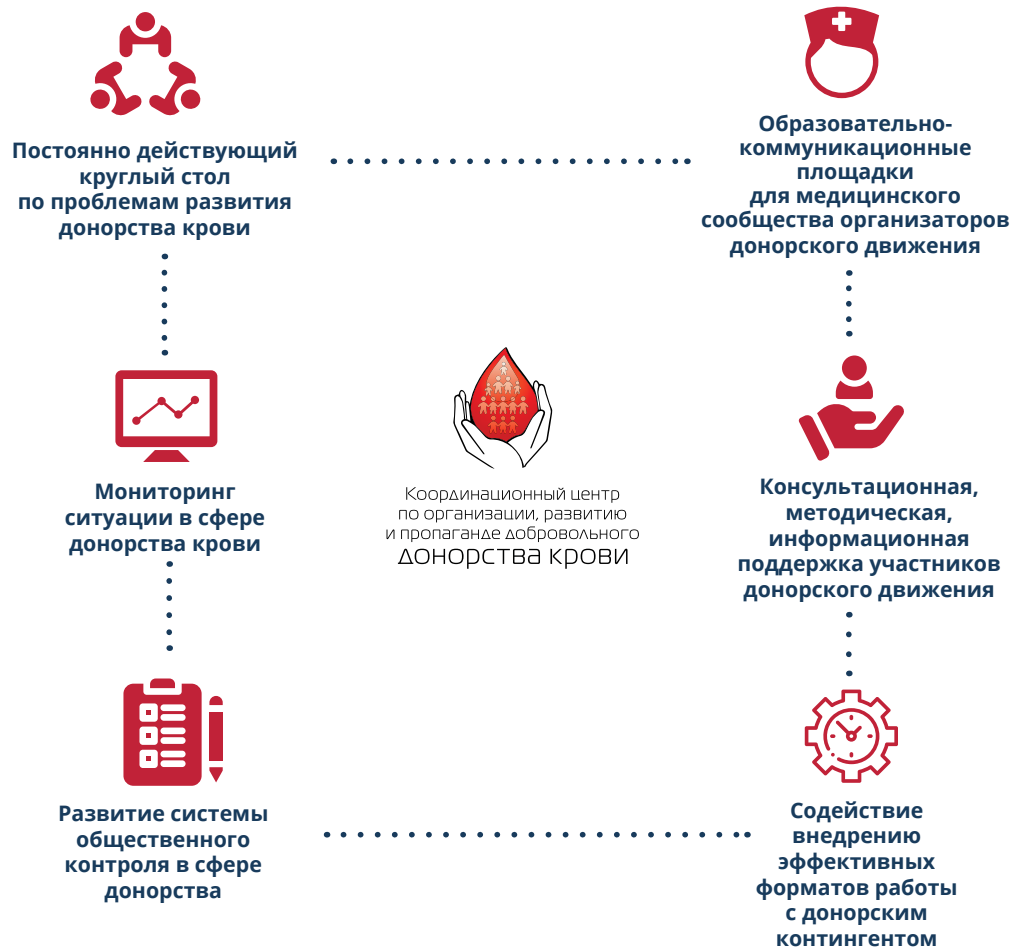 Постоянно действующий
круглый стол
по проблемам развития
донорства крови
Образовательно-
коммуникационные
площадки
для медицинского
сообщества организаторов
донорского движения
Мониторинг
ситуации в сфере
донорства крови
Координационный центр
по организации, развитию
и пропаганде добровольного
донорства крови
Консультационная,
методическая,
информационная
поддержка участников
донорского движения
Развитие системы
общественного
контроля в сфере
донорства
Содействие
внедрению
эффективных
форматов работы
с донорским
контингентом